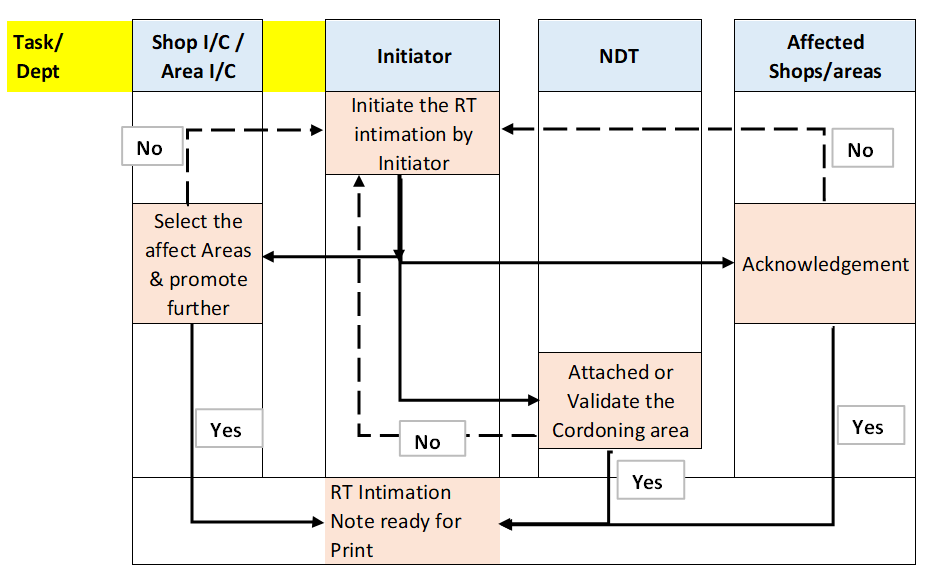 Task/
Dept
Shop I/C /
Area I/C
Initiator
NDT
Affected
Shops/areas
Initiate the RT
intimation by
Initiator
No
No
Select the
affect Areas
& promote
further
Acknowledgement
Attached or
Validate the
Cordoning area
Yes
No
Yes
Yes
RT Intimation
Note ready for
Print